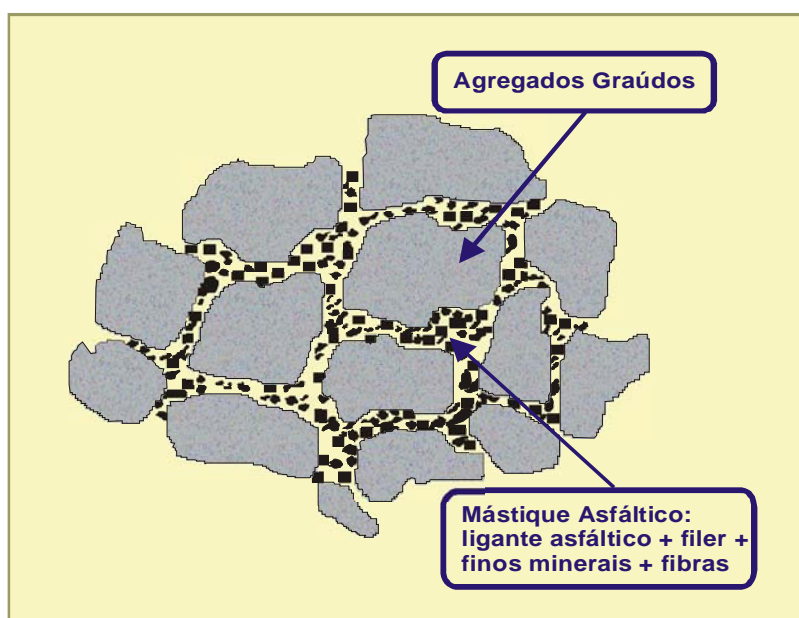 Agregados Graúdos
Mástique Asfáltico:
ligante asfáltico + filer +
finos minerais + fibras